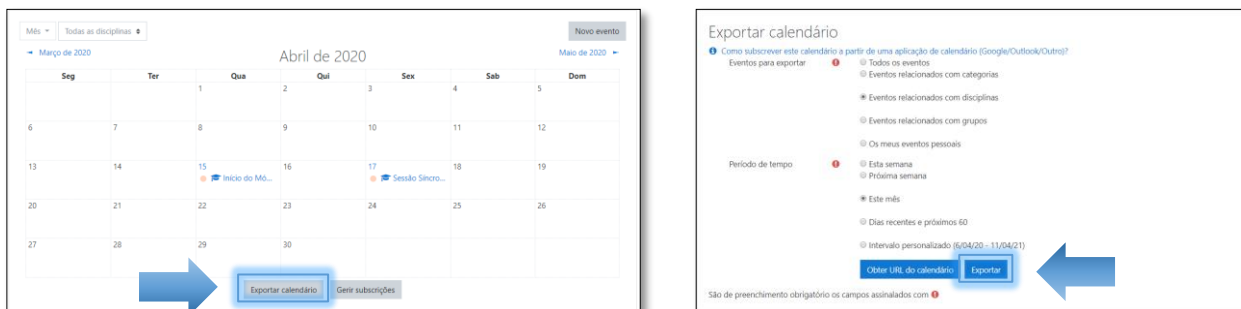 Mês Todas as disciplinas Novo evento
Março de 2020 Abril de 2020 Maio de 2020
Seg Ter Qua Qui Sex Sab Dom
1 2 3 4 5
6 7 8 9 10 11 12
13 14 15 16 17 18 19
Início do Mó... Sessão Síncro...
20 21 22 23 24 25 26
27 28 29 30
Exportar calendário Gerir subscrições
Exportar calendário
Como subscrever este calendário a partir de uma aplicação de calendário (Google/Outlook/Outro)?
Eventos para exportar Todos os eventos
Eventos relacionados com categorias
Eventos relacionados com disciplinas
Eventos relacionados com grupos
Os meus eventos pessoais
Período de tempo Esta semana
Próxima semana
Este mês
Dias recentes e próximos 60
Intervalo personalizado (6/04/20 - 11/04/21)
Obter URL do calendário Exportar
São de preenchimento obrigatório os campos assinalados com